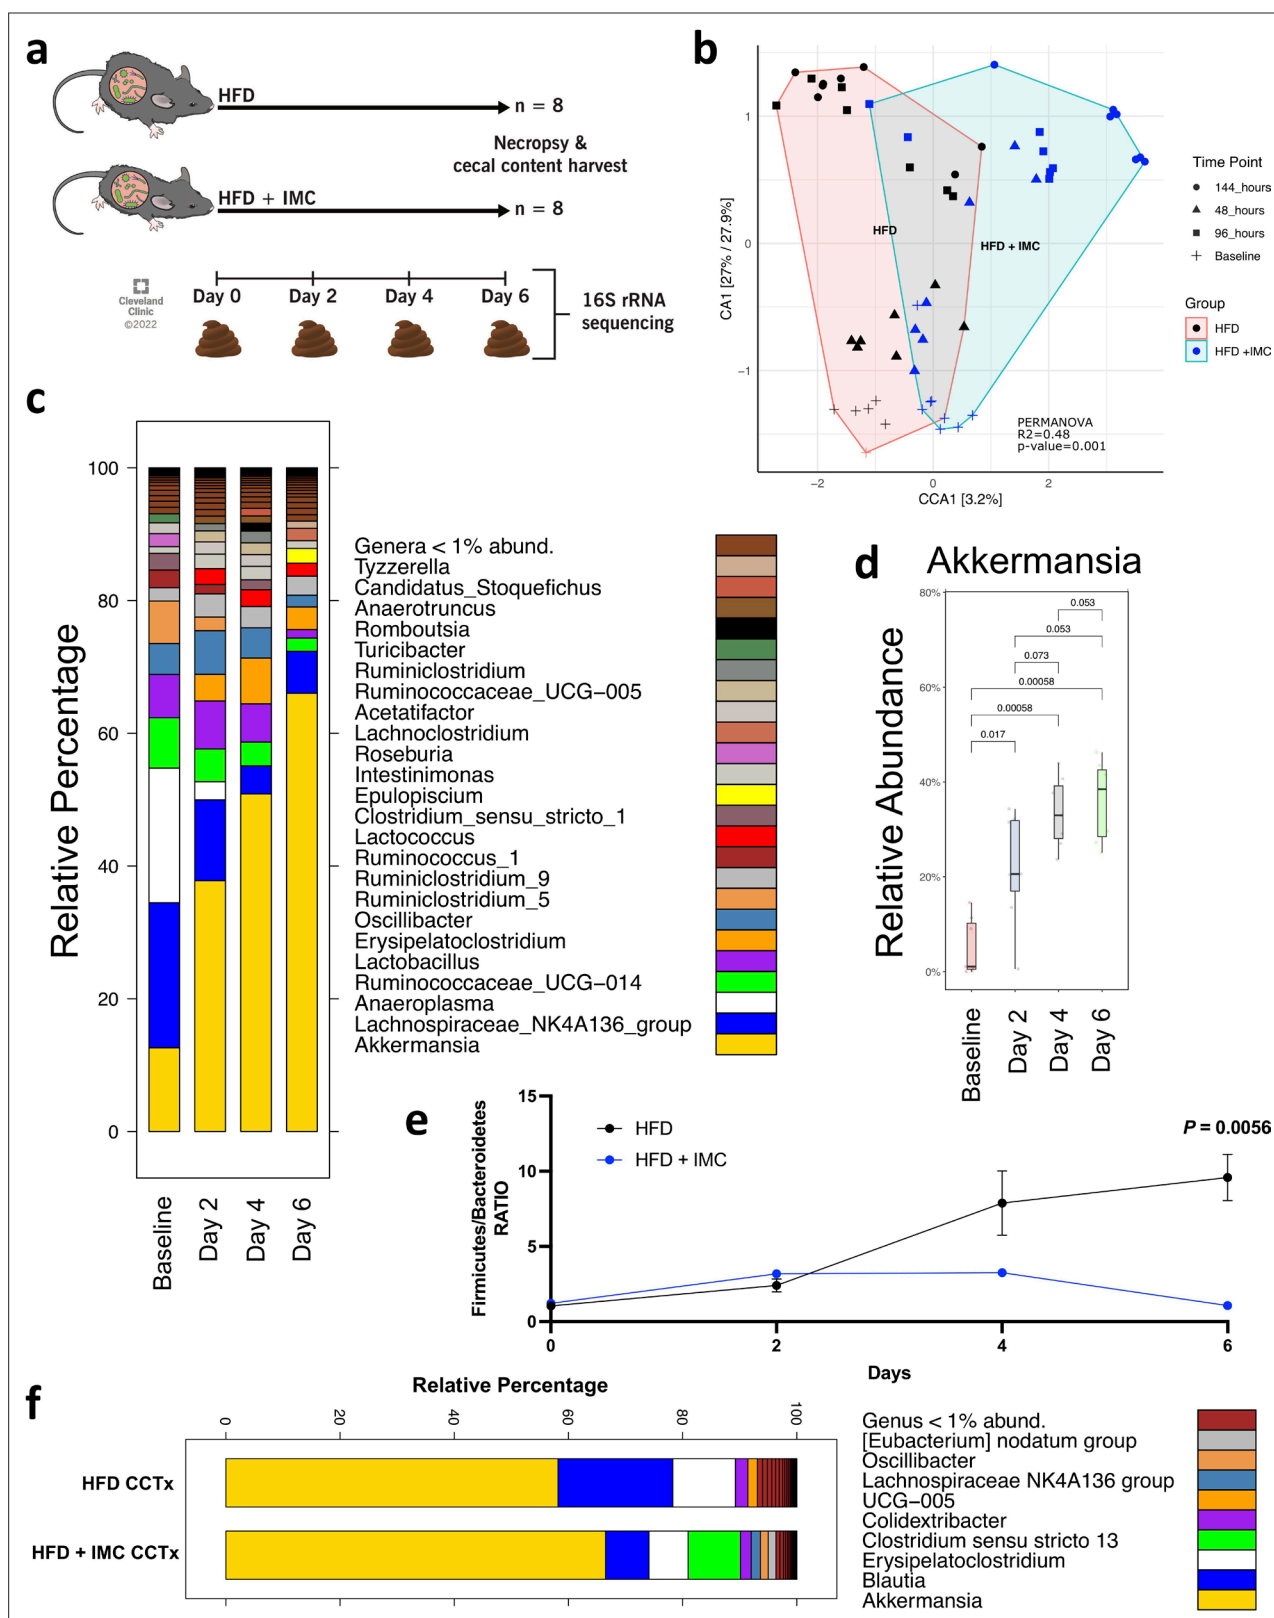 a
HFD
n = 8
Necropsy &
cecal content harvest
HFD + IMC
n = 8
Cleveland
Clinic
©2022
Day 0
Day 2
Day 4
Day 6
16S rRNA
sequencing
b
CA1 [27% / 27.9%]
1
0
−1
−2
0
2
CCA1 [3.2%]
HFD
HFD + IMC
PERMANOVA
R2=0.48
p-value=0.001
Time Point
144_hours
48_hours
96_hours
Baseline
Group
HFD
HFD +IMC
c
Relative Percentage
100
80
60
40
20
0
Baseline
Day 2
Day 4
Day 6
Genera < 1% abund.
Tyzzerella
Candidatus_Stoquefichus
Anaerotruncus
Romboutsia
Turicibacter
Ruminiclostridium
Ruminococcaceae_UCG−005
Acetatifactor
Lachnoclostridium
Roseburia
Intestinimonas
Epulopiscium
Clostridium_sensu_stricto_1
Lactococcus
Ruminococcus_1
Ruminiclostridium_9
Ruminiclostridium_5
Oscillibacter
Erysipelatoclostridium
Lactobacillus
Ruminococcaceae_UCG−014
Anaeroplasma
Lachnospiraceae_NK4A136_group
Akkermansia
d
Akkermansia
Relative Abundance
80%
60%
40%
20%
0%
0.053
0.053
0.073
0.00058
0.00058
0.017
Baseline
Day 2
Day 4
Day 6
e
Firmicutes/Bacteroidetes
RATIO
15
10
5
0
HFD
HFD + IMC
P = 0.0056
0
2
4
6
Days
f
Relative Percentage
0
20
40
60
80
100
HFD CCTx
HFD + IMC CCTx
Genus < 1% abund.
[Eubacterium] nodatum group
Oscillibacter
Lachnospiraceae NK4A136 group
UCG−005
Colidextribacter
Clostridium sensu stricto 13
Erysipelatoclostridium
Blautia
Akkermansia